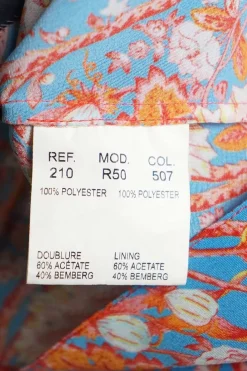 REF. MOD. COL.
210 R50 507
100% POLYESTER 100% POLYESTER
DOUBLURE LINING
60% ACÉTATE 60% ACETATE
40% BEMBERG 40% BEMBERG